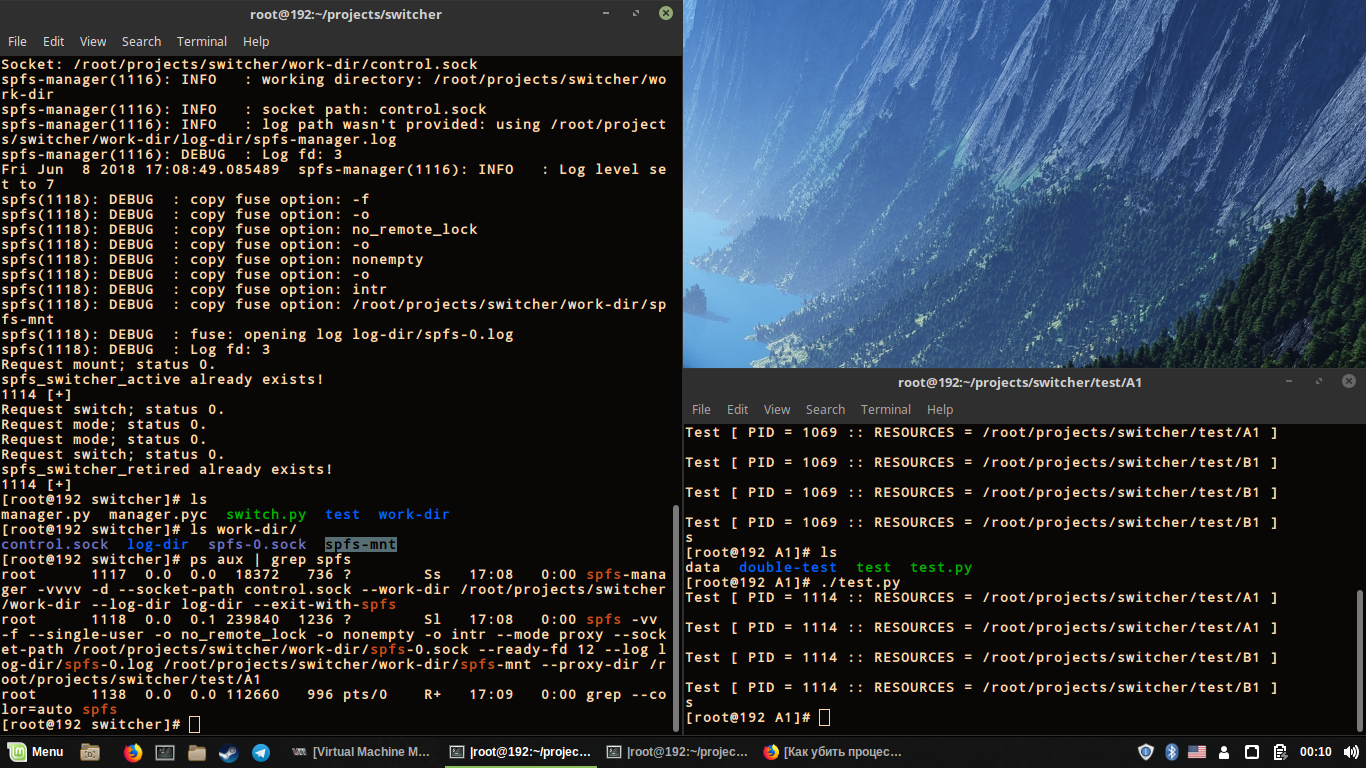 root@192:~/projects/switcher
File Edit View Search Terminal Help
Socket: /root/projects/switcher/work-dir/control.sock
spfs-manager(1116): INFO   : working directory: /root/projects/switcher/wo
rk-dir
spfs-manager(1116): INFO   : socket path: control.sock
spfs-manager(1116): INFO   : log path wasn't provided: using /root/project
s/switcher/work-dir/log-dir/spfs-manager.log
spfs-manager(1116): DEBUG  : Log fd: 3
Fri Jun  8 2018 17:08:49.085489  spfs-manager(1116): INFO   : Log level se
t to 7
spfs(1118): DEBUG  : copy fuse option: -f
spfs(1118): DEBUG  : copy fuse option: -o
spfs(1118): DEBUG  : copy fuse option: no_remote_lock
spfs(1118): DEBUG  : copy fuse option: -o
spfs(1118): DEBUG  : copy fuse option: nonempty
spfs(1118): DEBUG  : copy fuse option: -o
spfs(1118): DEBUG  : copy fuse option: intr
spfs(1118): DEBUG  : copy fuse option: /root/projects/switcher/work-dir/sp
fs-mnt
spfs(1118): DEBUG  : fuse: opening log log-dir/spfs-0.log
spfs(1118): DEBUG  : Log fd: 3
Request mount; status 0.
spfs_switcher_active already exists!
1114 [+]
Request switch; status 0.
Request mode; status 0.
Request mode; status 0.
Request switch; status 0.
spfs_switcher_retired already exists!
1114 [+]
[root@192 switcher]# ls
manager.py  manager.pyc  switch.py  test  work-dir
[root@192 switcher]# ls work-dir/
control.sock  log-dir  spfs-0.sock  spfs-mnt
[root@192 switcher]# ps aux | grep spfs
root      1117  0.0  0.0  18372   736 ?        Ss   17:08   0:00 spfs-mana
ger -vvvv -d --socket-path control.sock --work-dir /root/projects/switcher
/work-dir --log-dir log-dir --exit-with-spfs
root      1118  0.0  0.1 239840  1236 ?        Sl   17:08   0:00 spfs -vv
-f --single-user -o no_remote_lock -o nonempty -o intr --mode proxy --sock
et-path /root/projects/switcher/work-dir/spfs-0.sock --ready-fd 12 --log l
og-dir/spfs-0.log /root/projects/switcher/work-dir/spfs-mnt --proxy-dir /r
oot/projects/switcher/test/A1
root      1138  0.0  0.0 112660   996 pts/0    R+   17:09   0:00 grep --co
lor=auto spfs
[root@192 switcher]#
root@192:~/projects/switcher/test/A1
File Edit View Search Terminal Help
Test [ PID = 1069 :: RESOURCES = /root/projects/switcher/test/A1 ]
Test [ PID = 1069 :: RESOURCES = /root/projects/switcher/test/B1 ]
Test [ PID = 1069 :: RESOURCES = /root/projects/switcher/test/B1 ]
Test [ PID = 1069 :: RESOURCES = /root/projects/switcher/test/B1 ]
s
[root@192 A1]# ls
data  double-test  test  test.py
[root@192 A1]# ./test.py
Test [ PID = 1114 :: RESOURCES = /root/projects/switcher/test/A1 ]
Test [ PID = 1114 :: RESOURCES = /root/projects/switcher/test/A1 ]
Test [ PID = 1114 :: RESOURCES = /root/projects/switcher/test/B1 ]
Test [ PID = 1114 :: RESOURCES = /root/projects/switcher/test/B1 ]
s
[root@192 A1]#
Menu [Virtual Machine M... |root@192:~/projec... |root@192:~/projec... [Как убить процес... 00:10